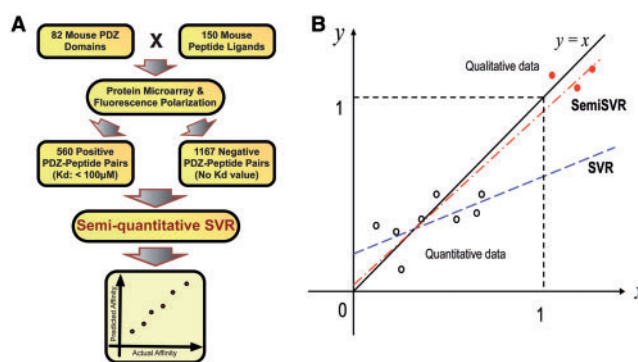 A
82 Mouse PDZ
Domains
X
150 Mouse
Peptide Ligands
Protein Microarray &
Fluorescence Polarization
560 Positive
PDZ-Peptide Pairs
(Kd: < 100µM)
1167 Negative
PDZ-Peptide Pairs
(No Kd value)
Semi-quantitative SVR
Predicted Affinity
Actual Affinity
B
y
y = x
Qualitative data
1
SemiSVR
SVR
Quantitative data
0
1
x